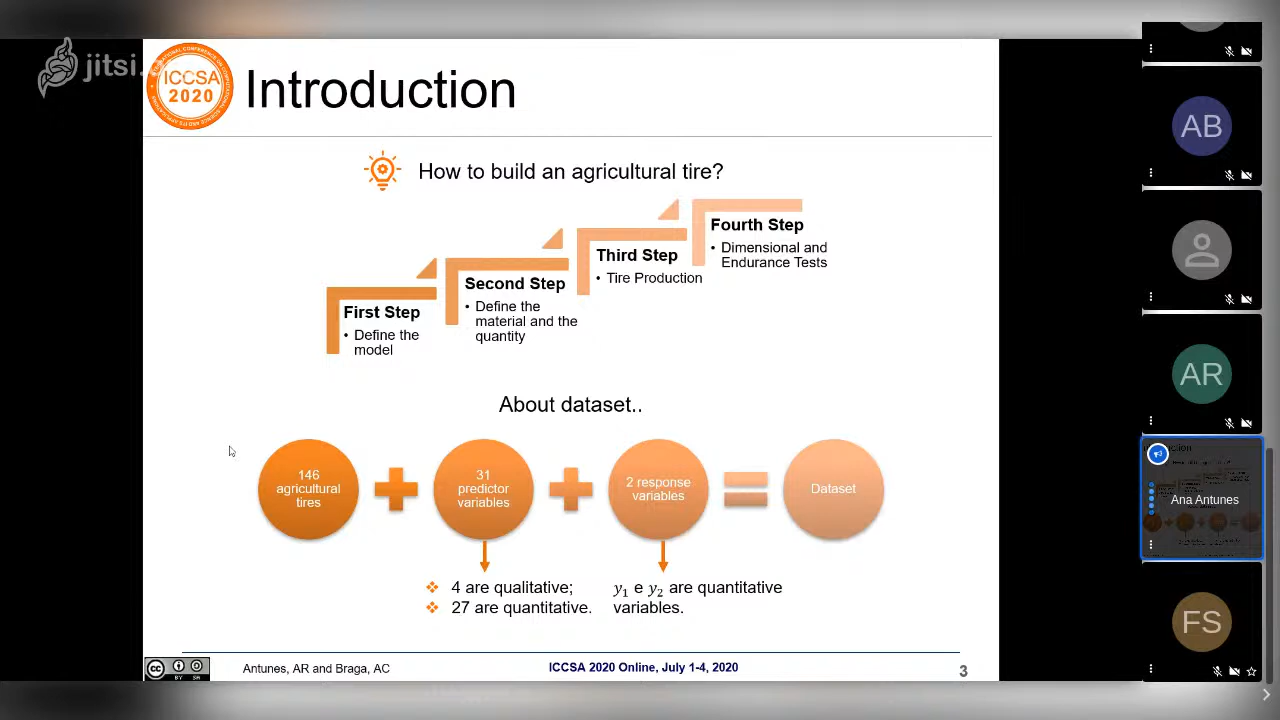 jitsi.
ICCSA
2020
Introduction
How to build an agricultural tire?
First Step
• Define the
model
Second Step
• Define the
material and the
quantity
Third Step
• Tire Production
Fourth Step
• Dimensional and
Endurance Tests
About dataset..
146
agricultural
tires
31
predictor
variables
2 response
variables
Dataset
❖ 4 are qualitative;
❖ 27 are quantitative.
y₁ e y₂ are quantitative
variables.
Antunes, AR and Braga, AC
ICCSA 2020 Online, July 1-4, 2020
3
AB
AR
Ana Antunes
FS